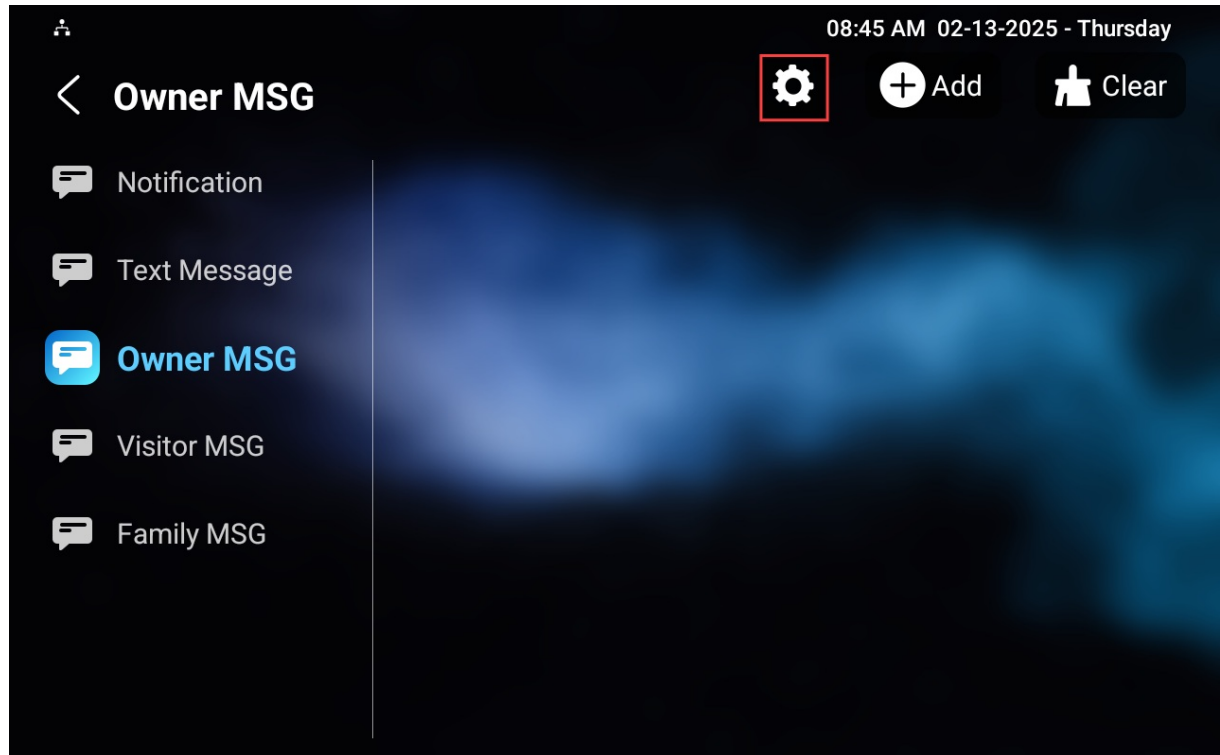 08:45 AM 02-13-2025 - Thursday
Owner MSG
Add
Clear
Notification
Text Message
Owner MSG
Visitor MSG
Family MSG